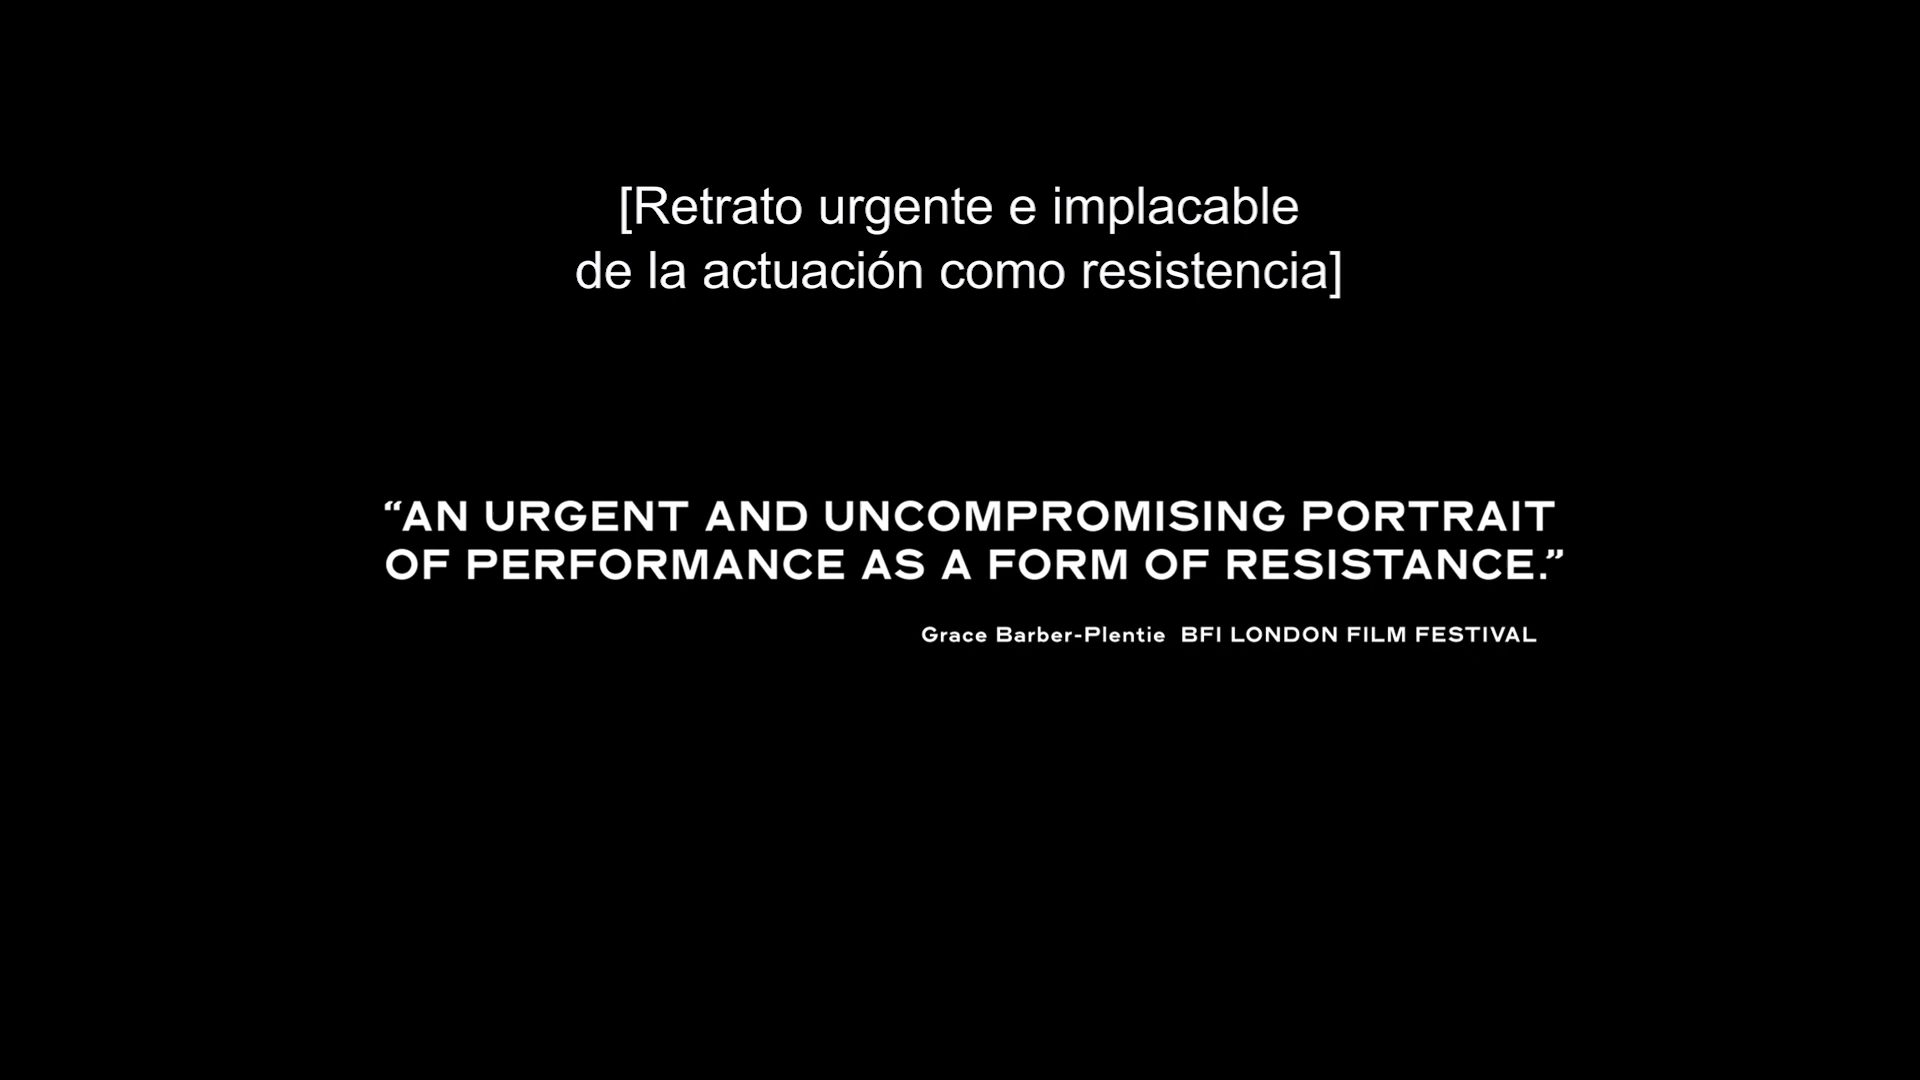 [Retrato urgente e implacable
de la actuación como resistencia]
“AN URGENT AND UNCOMPROMISING PORTRAIT
OF PERFORMANCE AS A FORM OF RESISTANCE.”
Grace Barber-Plentie BFI LONDON FILM FESTIVAL